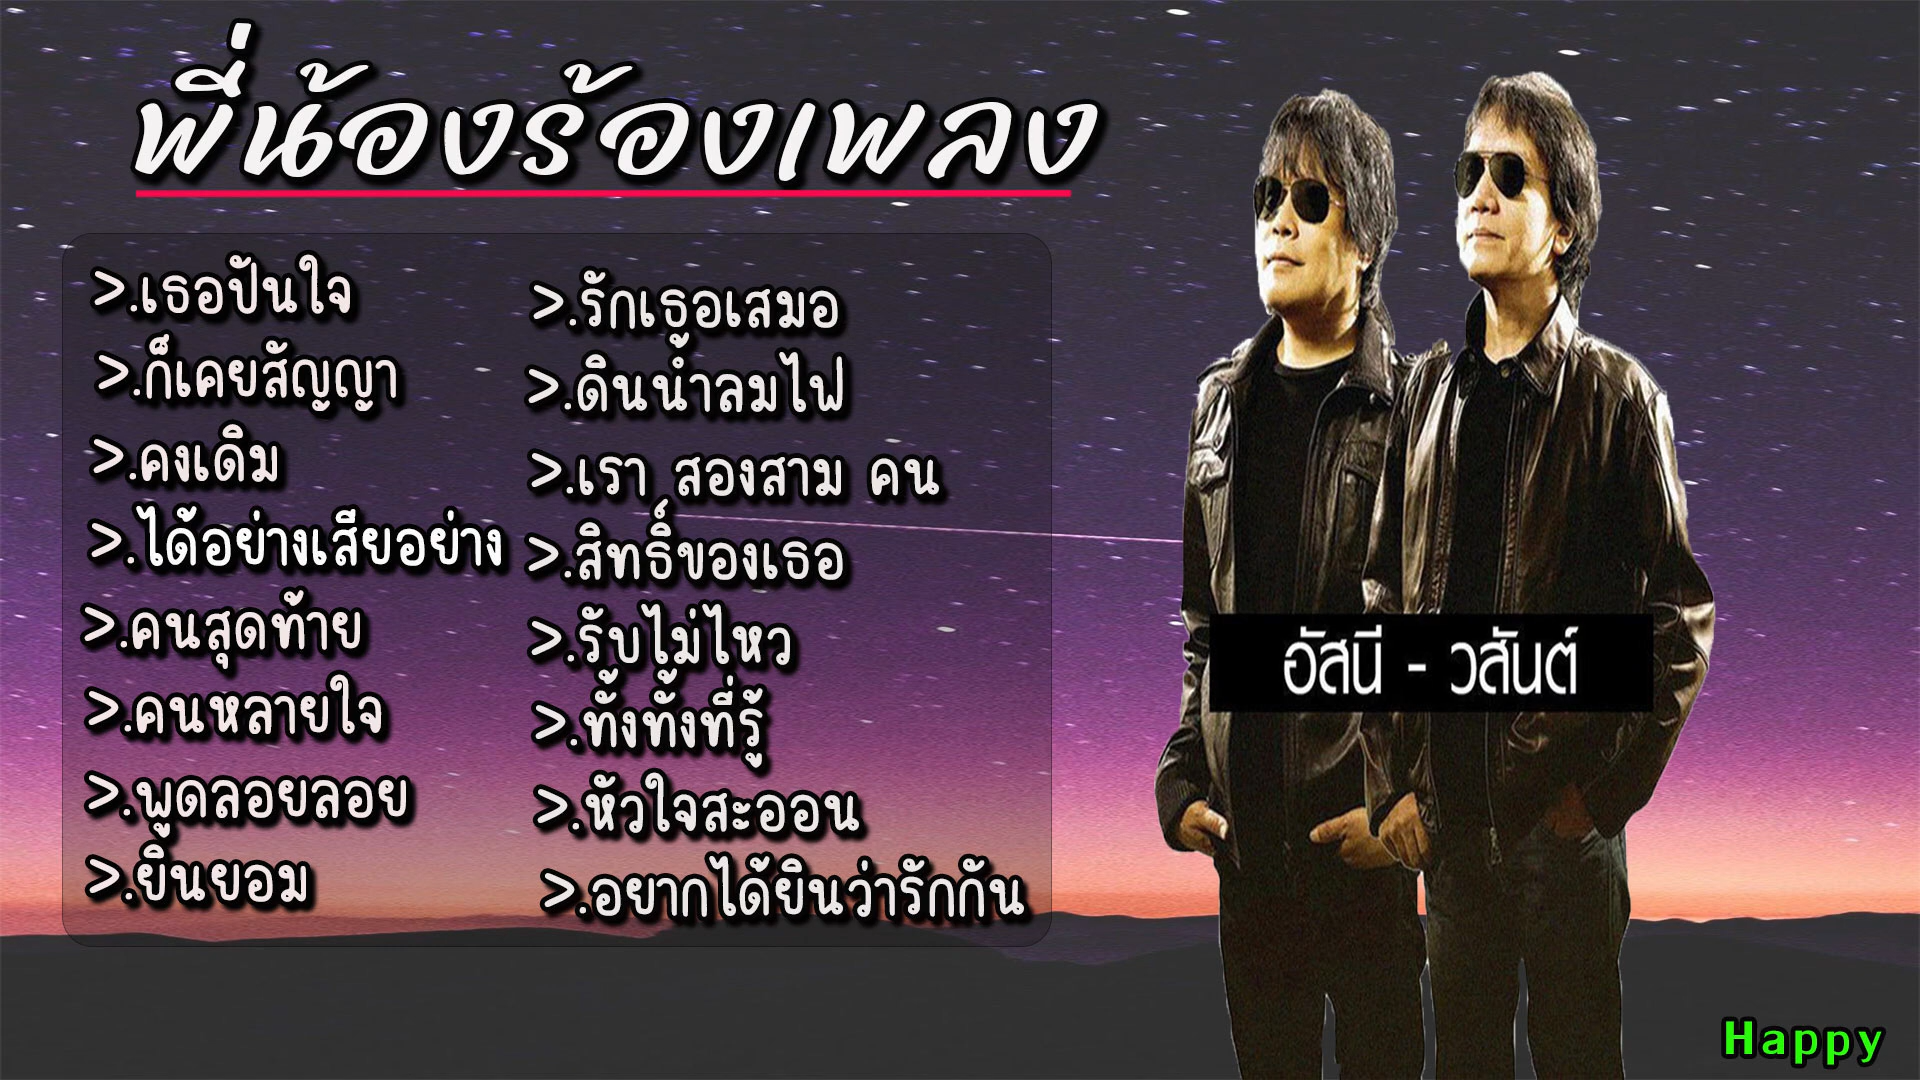 พี่น้องร้องเพลง
>.เธอปันใจ
>.ก็เคยสัญญา
>.คงเดิม
>.ได้อย่างเสียอย่าง
>.คนสุดท้าย
>.คนหลายใจ
>.พูดลอยลอย
>.ยินยอม
>.รักเธอเสมอ
>.ดินน้ำลมไฟ
>.เรา สองสาม คน
>.สิทธิ์ของเธอ
>.รับไม่ไหว
>.ทั้งทั้งที่รู้
>.หัวใจสะออน
>.อยากได้ยินว่ารักกัน
อัสนี - วสันต์
Happy